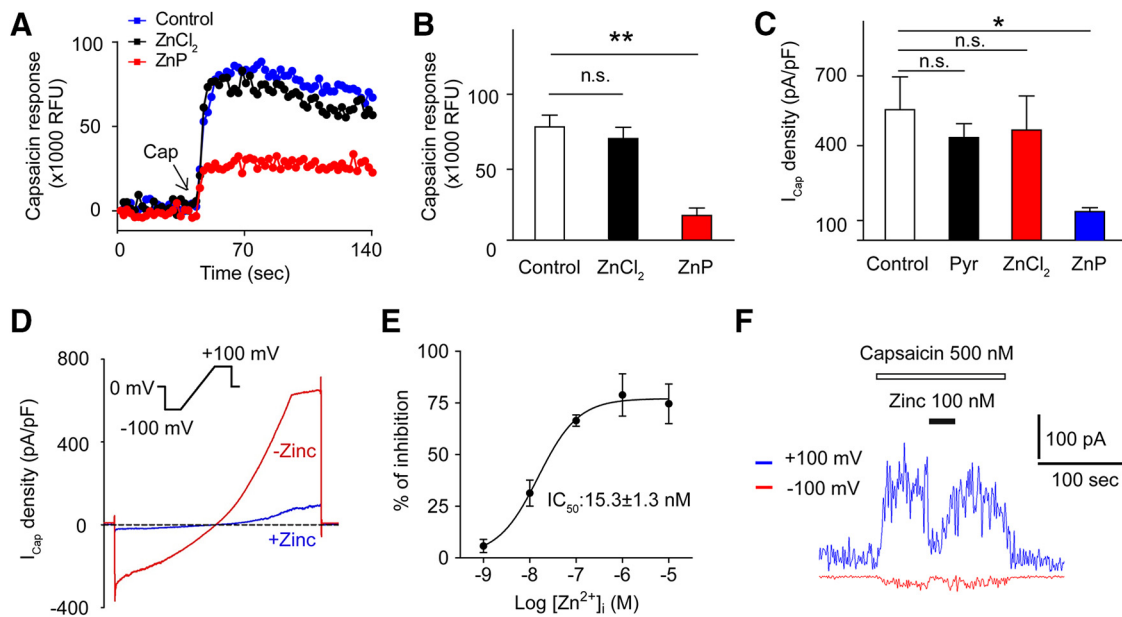 A
Control
ZnCl2
ZnP
100
50
0
Capsaicin response
(x1000 RFU)
Cap
0
70
140
Time (sec)
B
**
n.s.
100
50
0
Capsaicin response
(x1000 RFU)
Control
ZnCl2
ZnP
C
*
n.s.
n.s.
700
400
100
ICap density (pA/pF)
Control
Pyr
ZnCl2
ZnP
D
800
400
0
-400
ICap density (pA/pF)
+100 mV
0 mV
-100 mV
-Zinc
+Zinc
E
100
75
50
25
0
% of inhibition
IC50:15.3±1.3 nM
-9
-8
-7
-6
-5
Log [Zn2+]i (M)
F
Capsaicin 500 nM
Zinc 100 nM
+100 mV
-100 mV
100 pA
100 sec